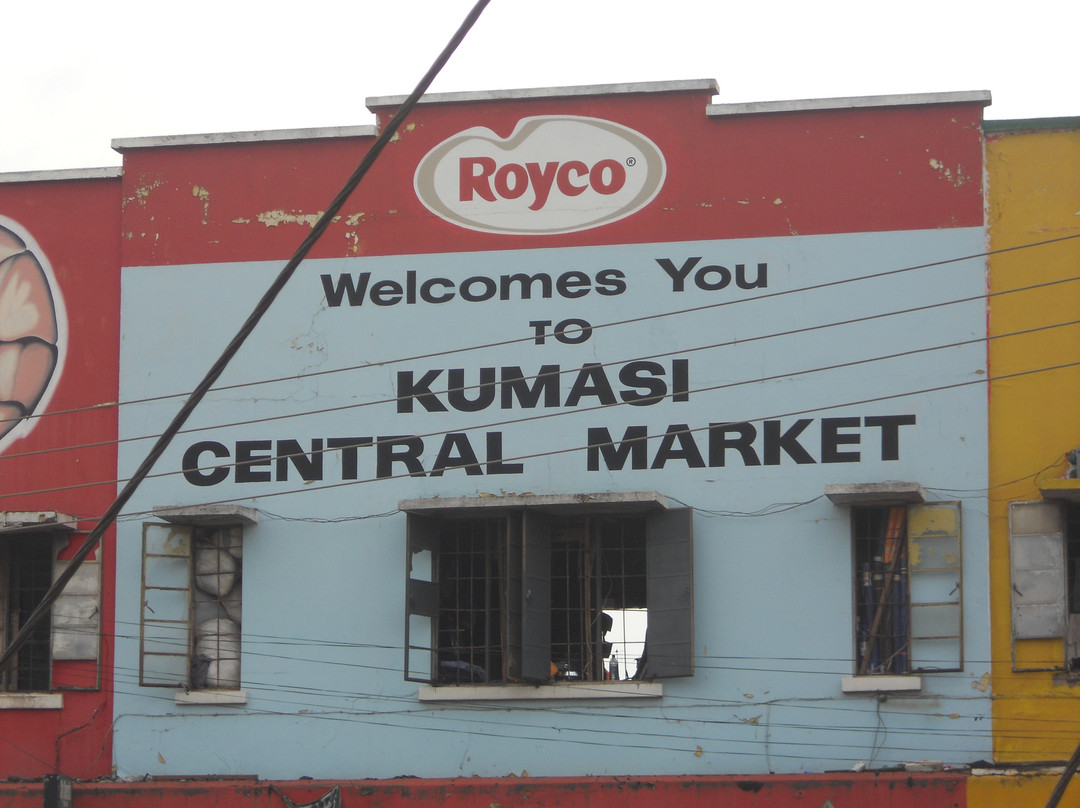 Royco®
Welcomes You
TO
KUMASI
CENTRAL MARKET